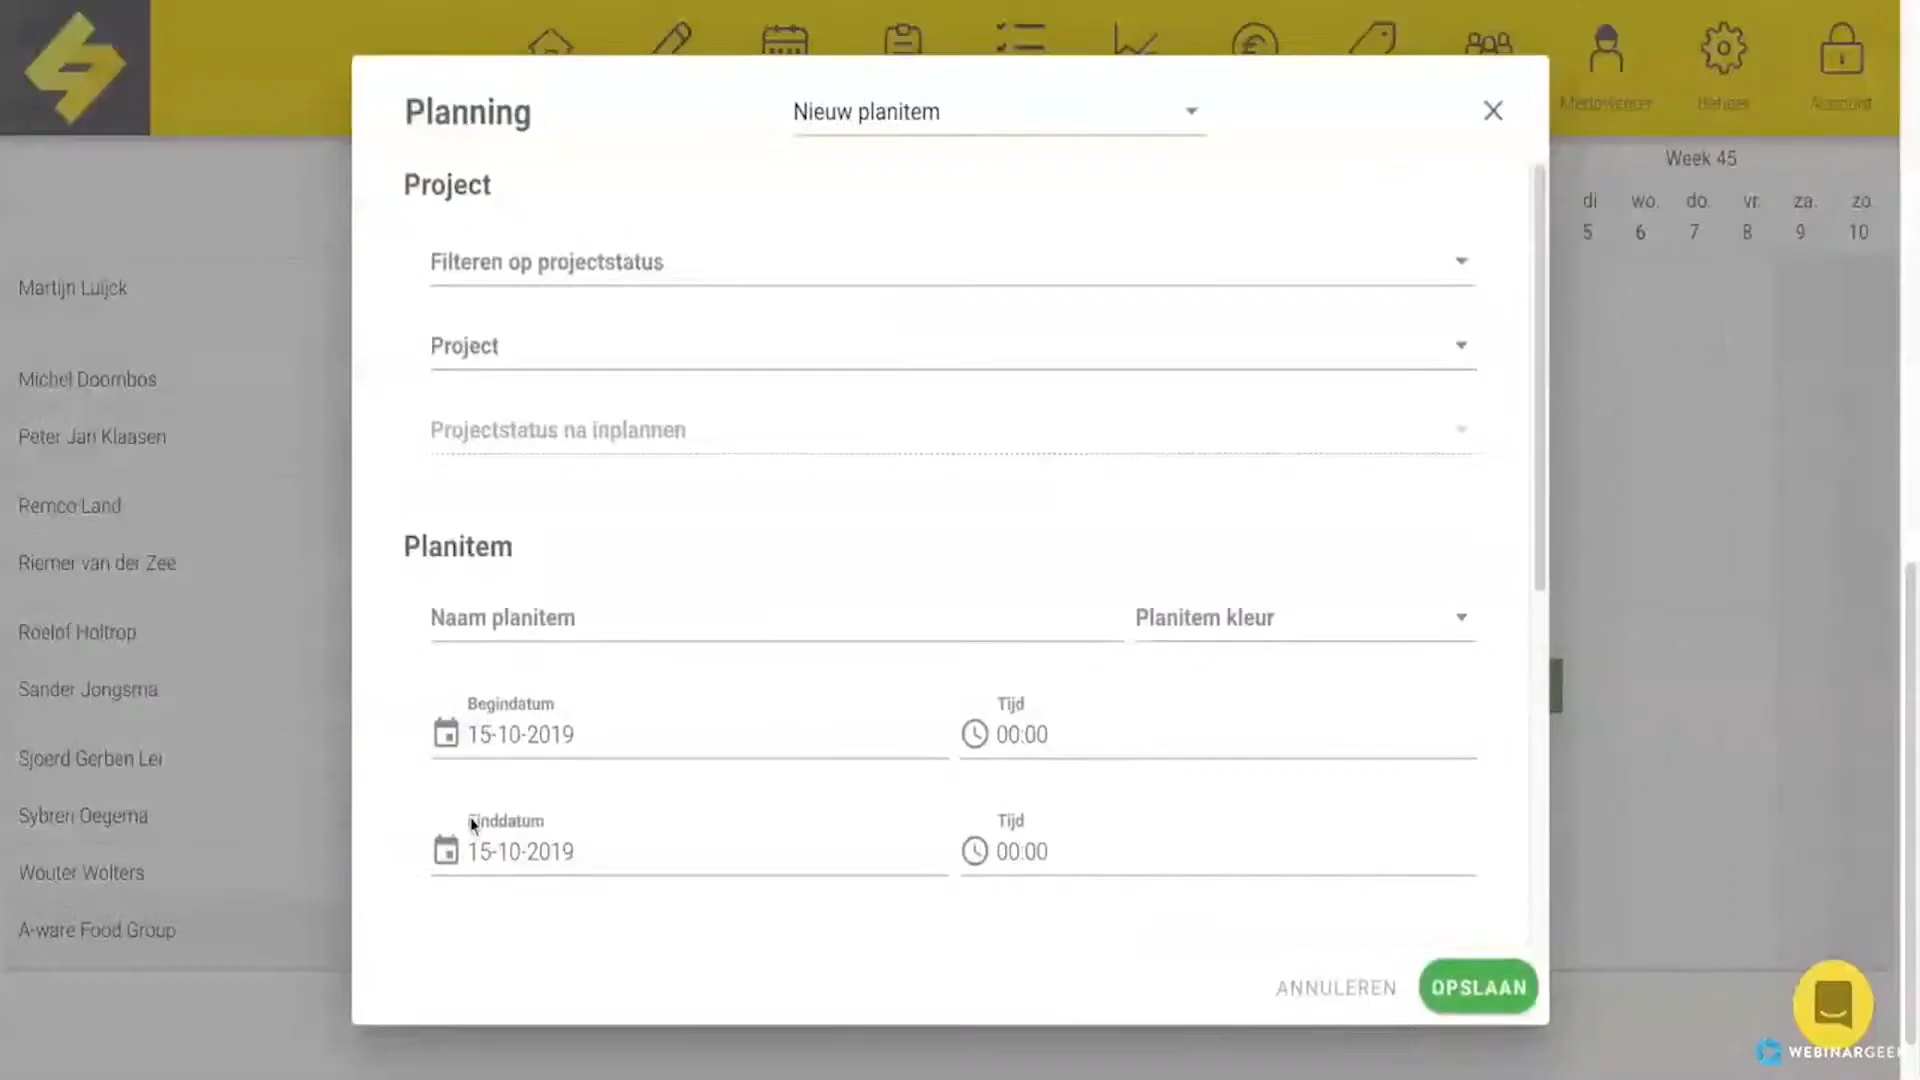 Medewerker
Beheer
Account
Planning
Nieuw planitem
Week 45
Project
di
wo.
do.
vr.
za.
zo
5
6
7
8
9
10
Filteren op projectstatus
Martijn Luijck
Project
Michel Doornbos
Projectstatus na inplannen
Peter Jan Klaasen
Remco Land
Planitem
Riemer van der Zee
Naam planitem
Planitem kleur
Roelof Holtrop
Sander Jongsma
Begindatum
Tijd
15-10-2019
00:00
Sjoerd Gerben Lei
Sybren Oegema
Einddatum
Tijd
15-10-2019
00:00
Wouter Wolters
A-ware Food Group
ANNULEREN
OPSLAAN
WEBINARGEEK